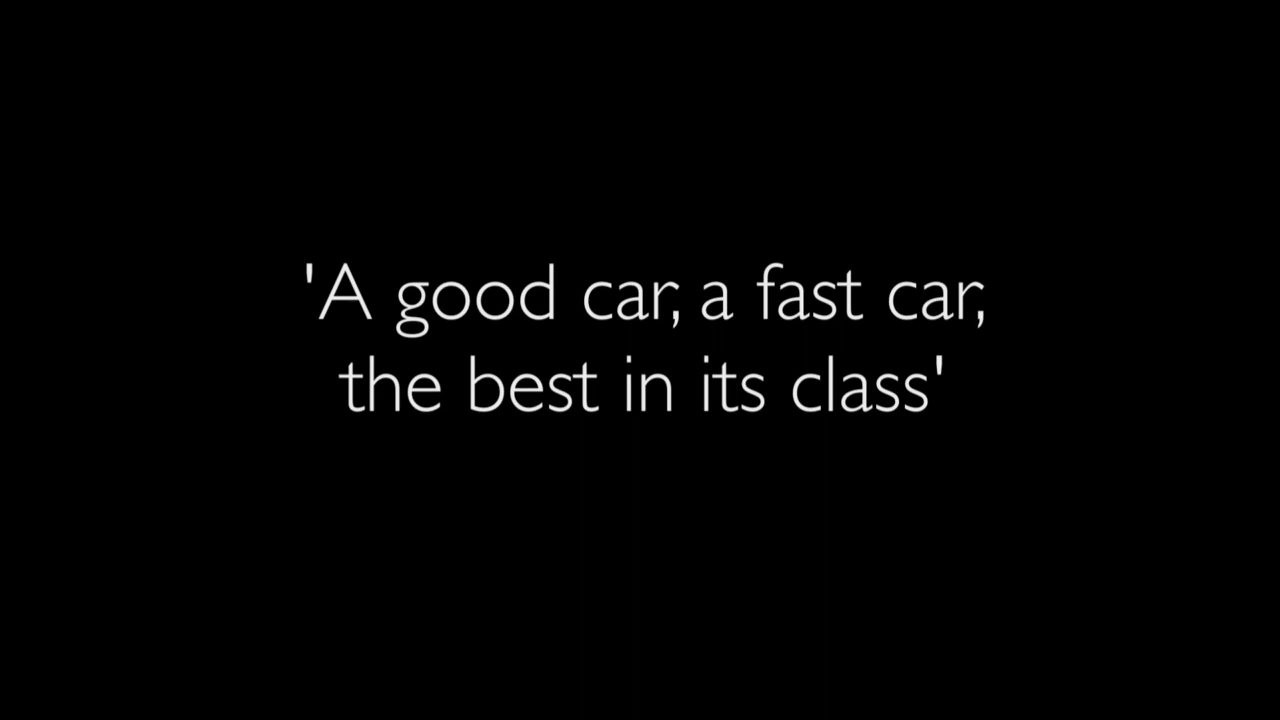 'A good car, a fast car,
the best in its class'